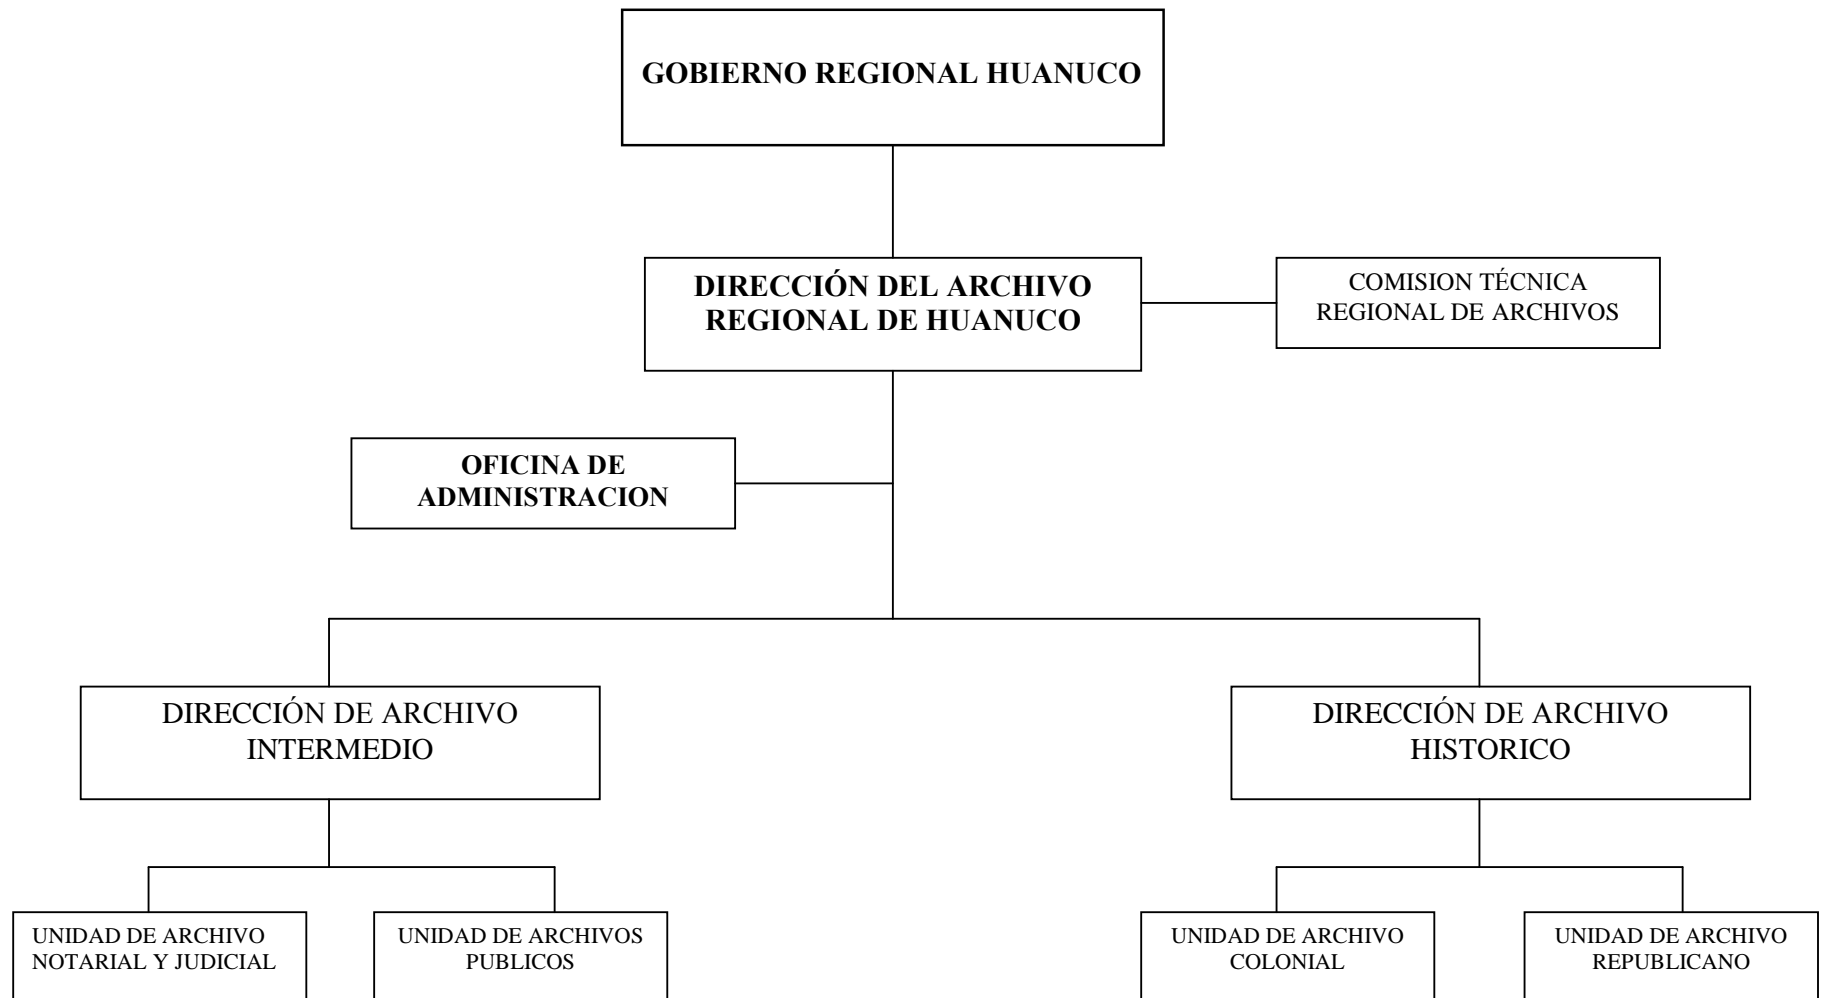 GOBIERNO REGIONAL HUANUCO
DIRECCIÓN DEL ARCHIVO
REGIONAL DE HUANUCO
COMISION TÉCNICA
REGIONAL DE ARCHIVOS
OFICINA DE
ADMINISTRACION
DIRECCIÓN DE ARCHIVO
INTERMEDIO
DIRECCIÓN DE ARCHIVO
HISTORICO
UNIDAD DE ARCHIVO
NOTARIAL Y JUDICIAL
UNIDAD DE ARCHIVOS
PUBLICOS
UNIDAD DE ARCHIVO
COLONIAL
UNIDAD DE ARCHIVO
REPUBLICANO